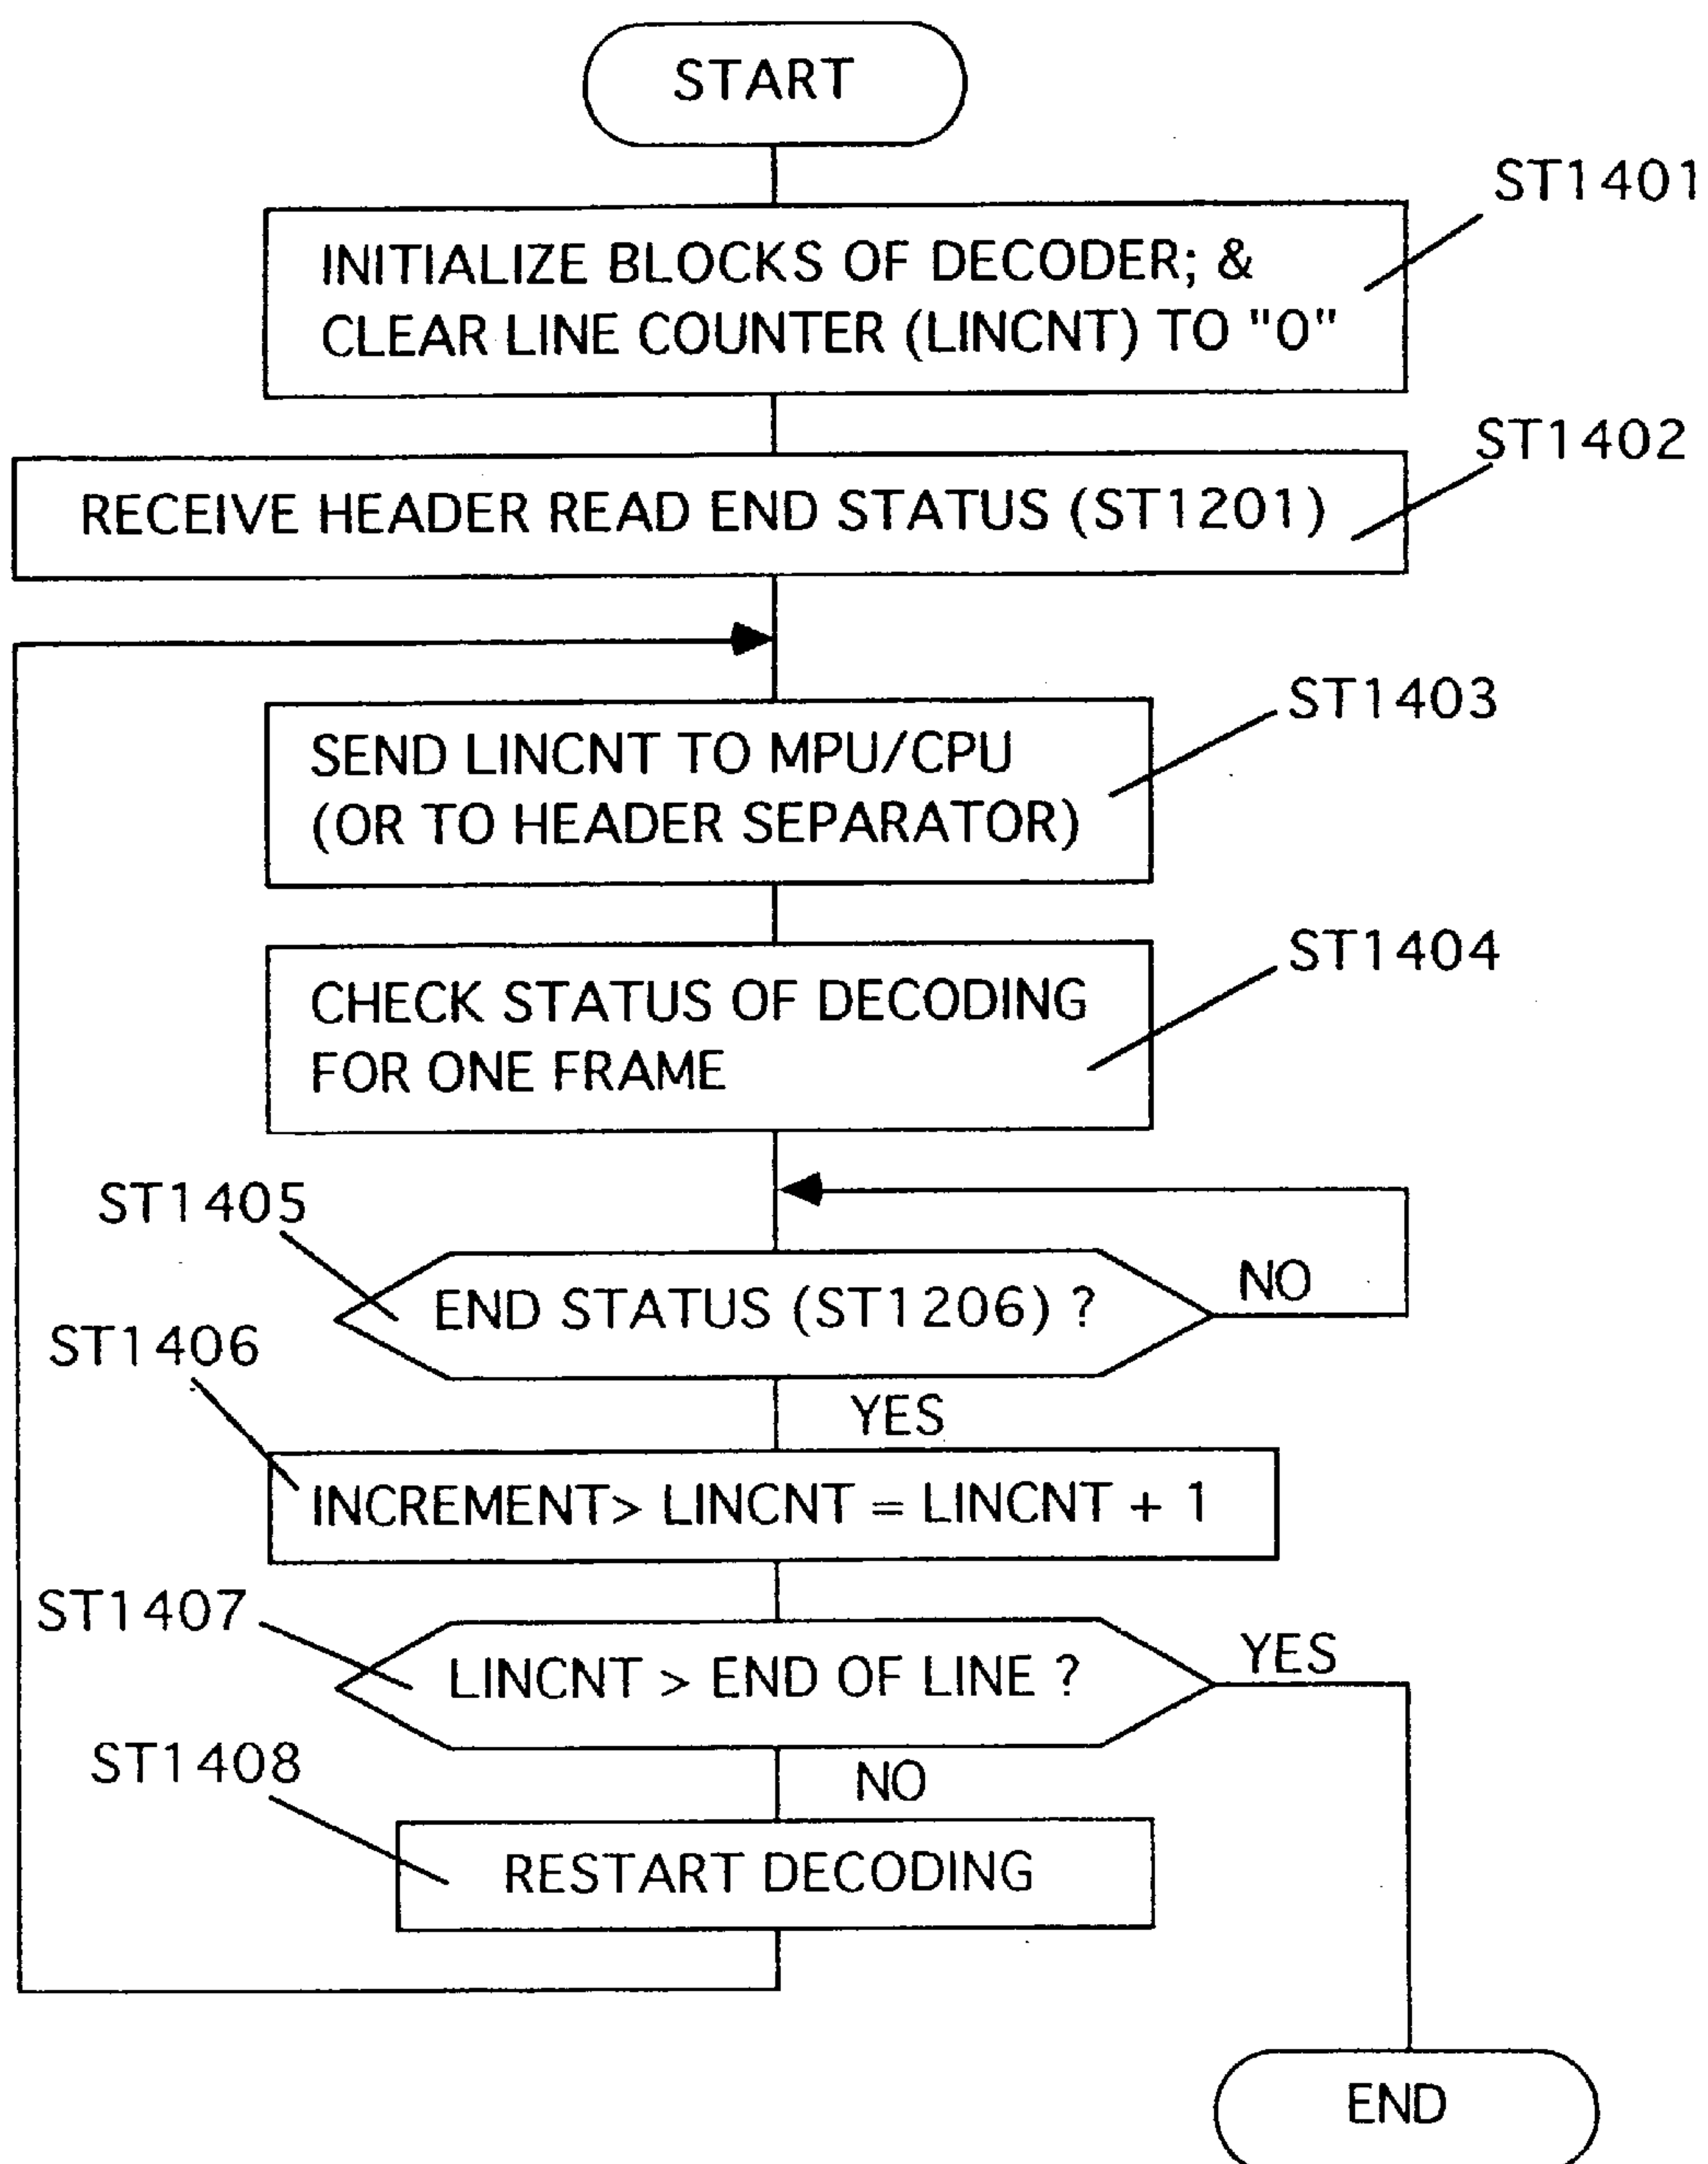 START
ST1401
INITIALIZE BLOCKS OF DECODER; &
CLEAR LINE COUNTER (LINCNT) TO "0"
ST1402
RECEIVE HEADER READ END STATUS (ST1201)
ST1403
SEND LINCNT TO MPU/CPU
(OR TO HEADER SEPARATOR)
ST1404
CHECK STATUS OF DECODING
FOR ONE FRAME
ST1405
END STATUS (ST1206) ?
NO
ST1406
YES
INCREMENT> LINCNT = LINCNT + 1
ST1407
LINCNT > END OF LINE ?
YES
ST1408
NO
RESTART DECODING
END